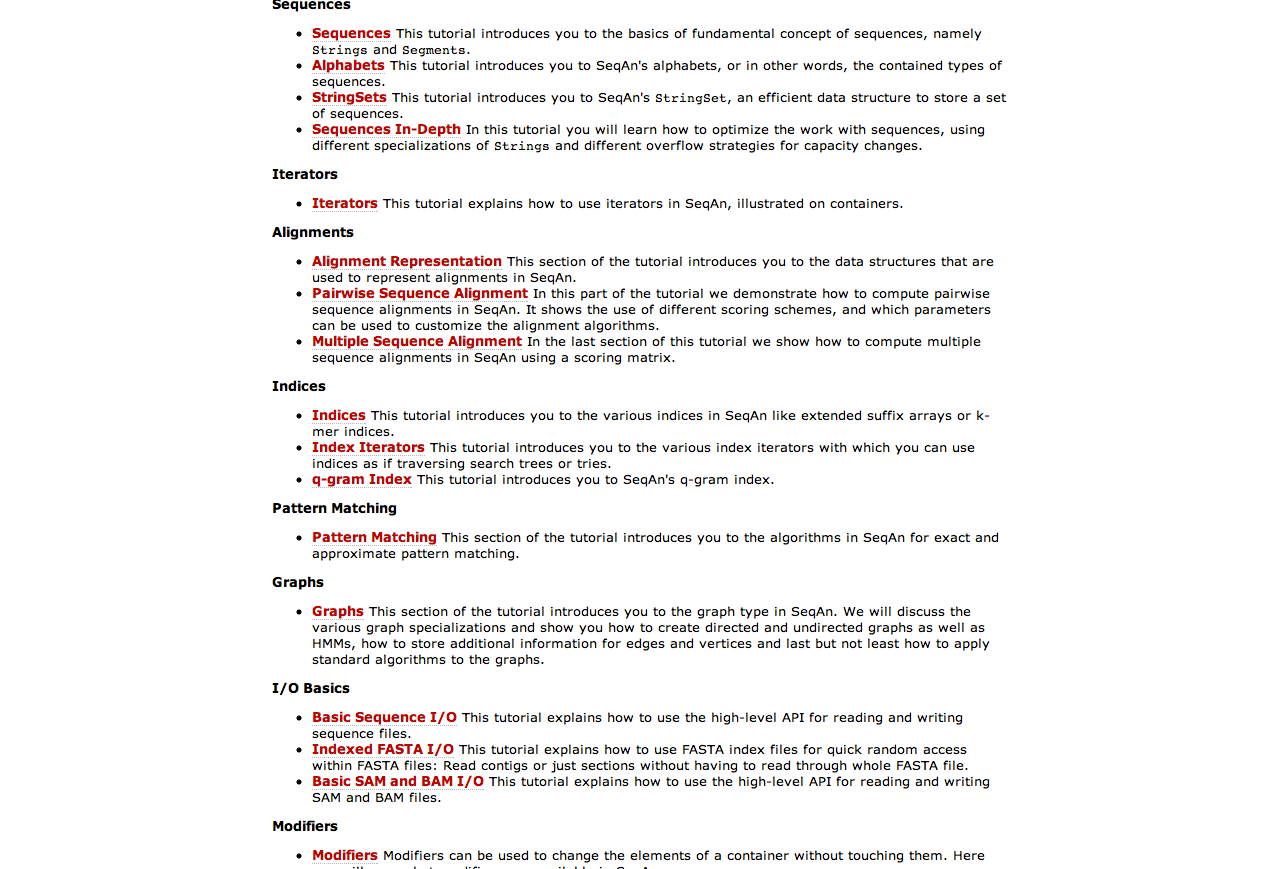 Sequences
Sequences This tutorial introduces you to the basics of fundamental concept of sequences, namely
Strings and Segments.
Alphabets This tutorial introduces you to SeqAn's alphabets, or in other words, the contained types of
sequences.
StringSets This tutorial introduces you to SeqAn's StringSet, an efficient data structure to store a set
of sequences.
Sequences In-Depth In this tutorial you will learn how to optimize the work with sequences, using
different specializations of Strings and different overflow strategies for capacity changes.
Iterators
Iterators This tutorial explains how to use iterators in SeqAn, illustrated on containers.
Alignments
Alignment Representation This section of the tutorial introduces you to the data structures that are
used to represent alignments in SeqAn.
Pairwise Sequence Alignment In this part of the tutorial we demonstrate how to compute pairwise
sequence alignments in SeqAn. It shows the use of different scoring schemes, and which parameters
can be used to customize the alignment algorithms.
Multiple Sequence Alignment In the last section of this tutorial we show how to compute multiple
sequence alignments in SeqAn using a scoring matrix.
Indices
Indices This tutorial introduces you to the various indices in SeqAn like extended suffix arrays or k-
mer indices.
Index Iterators This tutorial introduces you to the various index iterators with which you can use
indices as if traversing search trees or tries.
q-gram Index This tutorial introduces you to SeqAn's q-gram index.
Pattern Matching
Pattern Matching This section of the tutorial introduces you to the algorithms in SeqAn for exact and
approximate pattern matching.
Graphs
Graphs This section of the tutorial introduces you to the graph type in SeqAn. We will discuss the
various graph specializations and show you how to create directed and undirected graphs as well as
HMMs, how to store additional information for edges and vertices and last but not least how to apply
standard algorithms to the graphs.
I/O Basics
Basic Sequence I/O This tutorial explains how to use the high-level API for reading and writing
sequence files.
Indexed FASTA I/O This tutorial explains how to use FASTA index files for quick random access
within FASTA files: Read contigs or just sections without having to read through whole FASTA file.
Basic SAM and BAM I/O This tutorial explains how to use the high-level API for reading and writing
SAM and BAM files.
Modifiers
Modifiers Modifiers can be used to change the elements of a container without touching them. Here